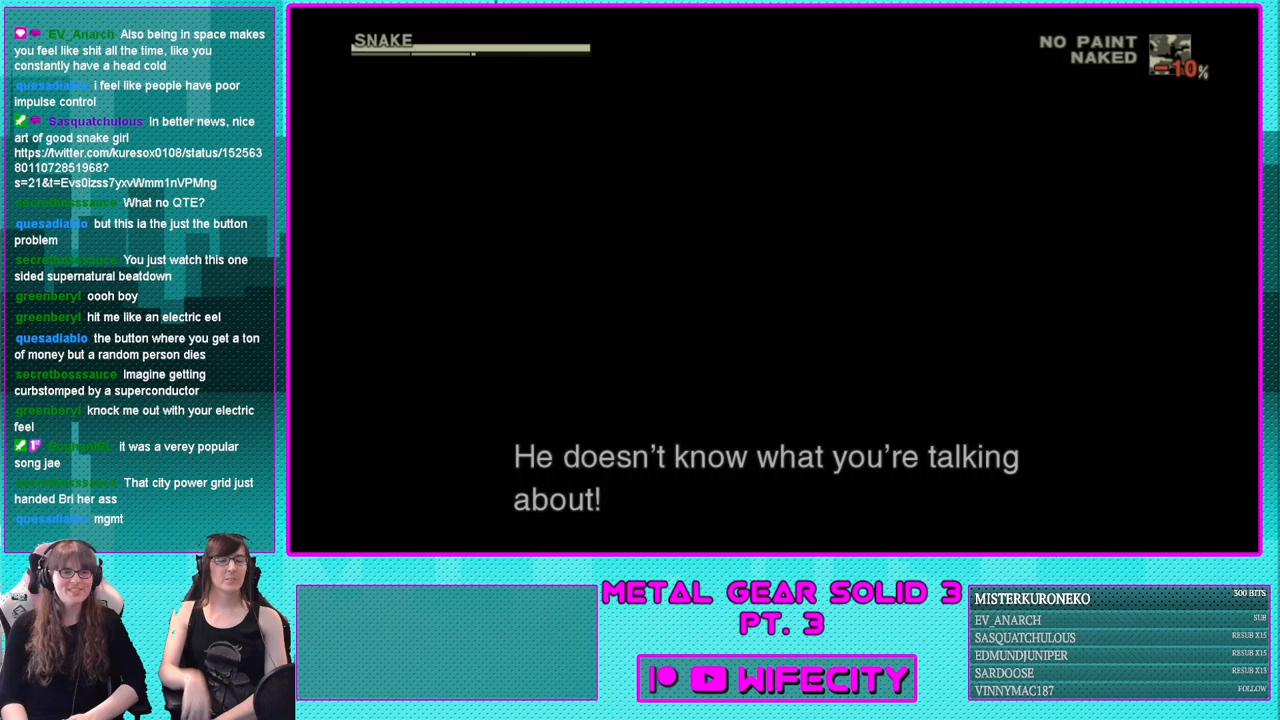 EV_Anarch Also being in space makes
you feel like shit all the time, like you
constantly have a head cold
quesadiablo i feel like people have poor
impulse control
Sasquatchulous In better news, nice
art of good snake girl
https://twitter.com/kuresox0108/status/152563
8011072851968?
s=21&t=Evs0izss7yxvWmm1nVPMng
secretbosssauce What no QTE?
quesadiablo but this ia the just the button
problem
secretbosssauce You just watch this one
sided supernatural beatdown
greenberyl oooh boy
greenberyl hit me like an electric eel
quesadiablo the button where you get a ton
of money but a random person dies
secretbosssauce Imagine getting
curbstomped by a superconductor
greenberyl knock me out with your electric
feel
it was a verey popular
song jae
secretbosssauce That city power grid just
handed Bri her ass
quesadiablo mgmt
SNAKE
NO PAINT
NAKED
-10%
He doesn't know what you're talking
about!
METAL GEAR SOLID 3
PT. 3
WIFECITY
MISTERKURONEKO 300 BITS
EV_ANARCH SUB
SASQUATCHULOUS RESUB X15
EDMUNDJUNIPER RESUB X15
SARDOOSE RESUB X13
VINNYMAC187 FOLLOW